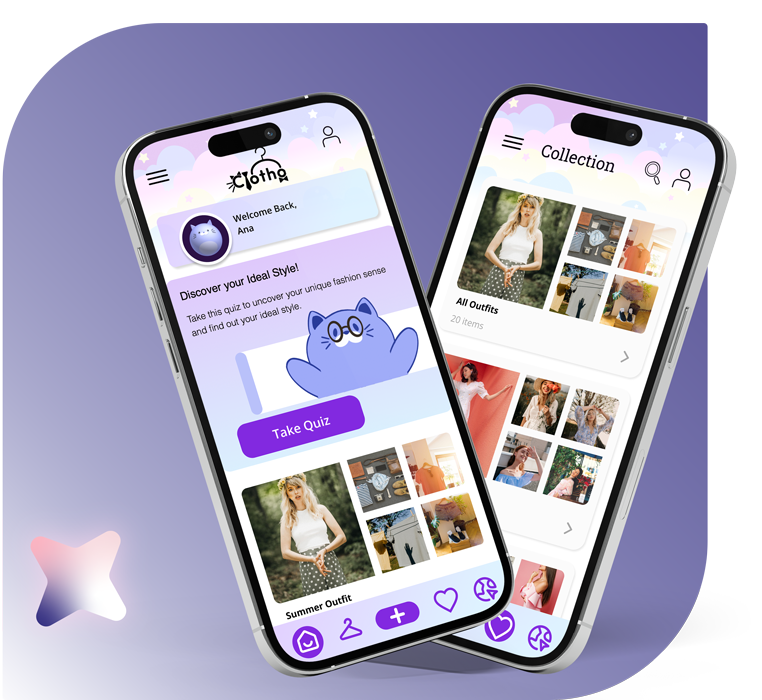 Clotho
Welcome Back,
Ana
Discover your Ideal Style!
Take this quiz to uncover your unique fashion sense
and find out your ideal style.
Take Quiz
Summer Outfit
Collection
All Outfits
20 items